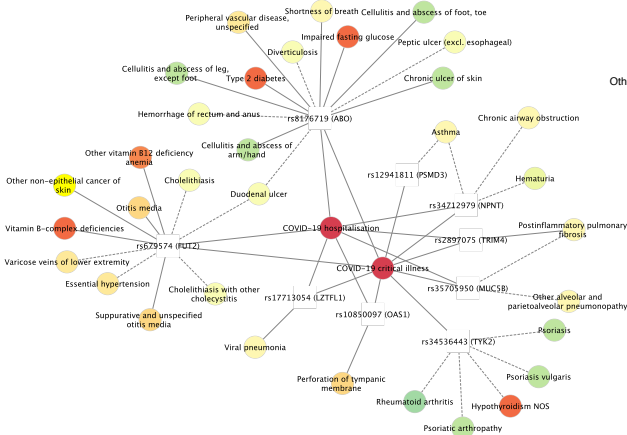 Shortness of breath
Cellulitis and abscess of foot, toe
Peripheral vascular disease,
unspecified
Impaired fasting glucose
Peptic ulcer (excl. esophageal)
Diverticulosis
Cellulitis and abscess of leg,
except foot
Type 2 diabetes
Chronic ulcer of skin
Oth
Hemorrhage of rectum and anus
rs8176719 (ABO)
Chronic airway obstruction
Asthma
Cellulitis and abscess of
arm/hand
Other vitamin B12 deficiency
anemia
rs12941811 (PSMD3)
Hematuria
Other non-epithelial cancer of
skin
Cholelithiasis
Duodenal ulcer
rs34712979 (NPNT)
Otitis media
Vitamin B-complex deficiencies
COVID-19 hospitalisation
Postinflammatory pulmonary
fibrosis
rs2897075 (TRIM4)
rs679574 (FUT2)
Varicose veins of lower extremity
COVID-19 critical illness
Essential hypertension
rs35705950 (MUC5B)
Cholelithiasis with other
cholecystitis
rs17713054 (LZTFL1)
Other alveolar and
parietoalveolar pneumonopathy
Suppurative and unspecified
otitis media
rs10850097 (OAS1)
Psoriasis
rs34536443 (TYK2)
Viral pneumonia
Perforation of tympanic
membrane
Psoriasis vulgaris
Rheumatoid arthritis
Hypothyroidism NOS
Psoriatic arthropathy